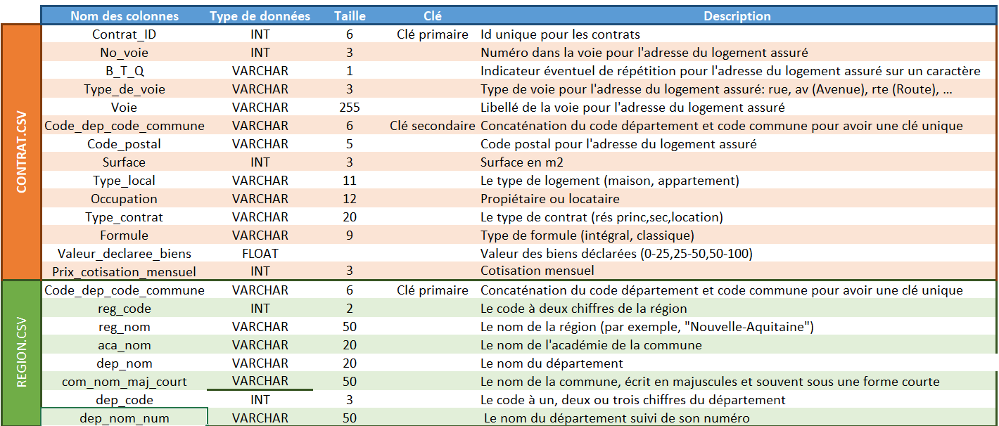 Nom des colonnes Type de données Taille Clé Description
CONTRAT.CSV
Contrat_ID INT 6 Clé primaire Id unique pour les contrats
No_voie INT 3 Numéro dans la voie pour l'adresse du logement assuré
B_T_Q VARCHAR 1 Indicateur éventuel de répétition pour l'adresse du logement assuré sur un caractère
Type_de_voie VARCHAR 3 Type de voie pour l'adresse du logement assuré: rue, av (Avenue), rte (Route), ...
Voie VARCHAR 255 Libellé de la voie pour l'adresse du logement assuré
Code_dep_code_commune VARCHAR 6 Clé secondaire Concaténation du code département et code commune pour avoir une clé unique
Code_postal VARCHAR 5 Code postal pour l'adresse du logement assuré
Surface INT 3 Surface en m2
Type_local VARCHAR 11 Le type de logement (maison, appartement)
Occupation VARCHAR 12 Propiétaire ou locataire
Type_contrat VARCHAR 20 Le type de contrat (rés princ,sec,location)
Formule VARCHAR 9 Type de formule (intégral, classique)
Valeur_declaree_biens FLOAT Valeur des biens déclarées (0-25,25-50,50-100)
Prix_cotisation_mensuel INT 3 Cotisation mensuel
REGION.CSV
Code_dep_code_commune VARCHAR 6 Clé primaire Concaténation du code département et code commune pour avoir une clé unique
reg_code INT 2 Le code à deux chiffres de la région
reg_nom VARCHAR 50 Le nom de la région (par exemple, "Nouvelle-Aquitaine")
aca_nom VARCHAR 20 Le nom de l'académie de la commune
dep_nom VARCHAR 20 Le nom du département
com_nom_maj_court VARCHAR 50 Le nom de la commune, écrit en majuscules et souvent sous une forme courte
dep_code INT 3 Le code à un, deux ou trois chiffres du département
dep_nom_num VARCHAR 50 Le nom du département suivi de son numéro